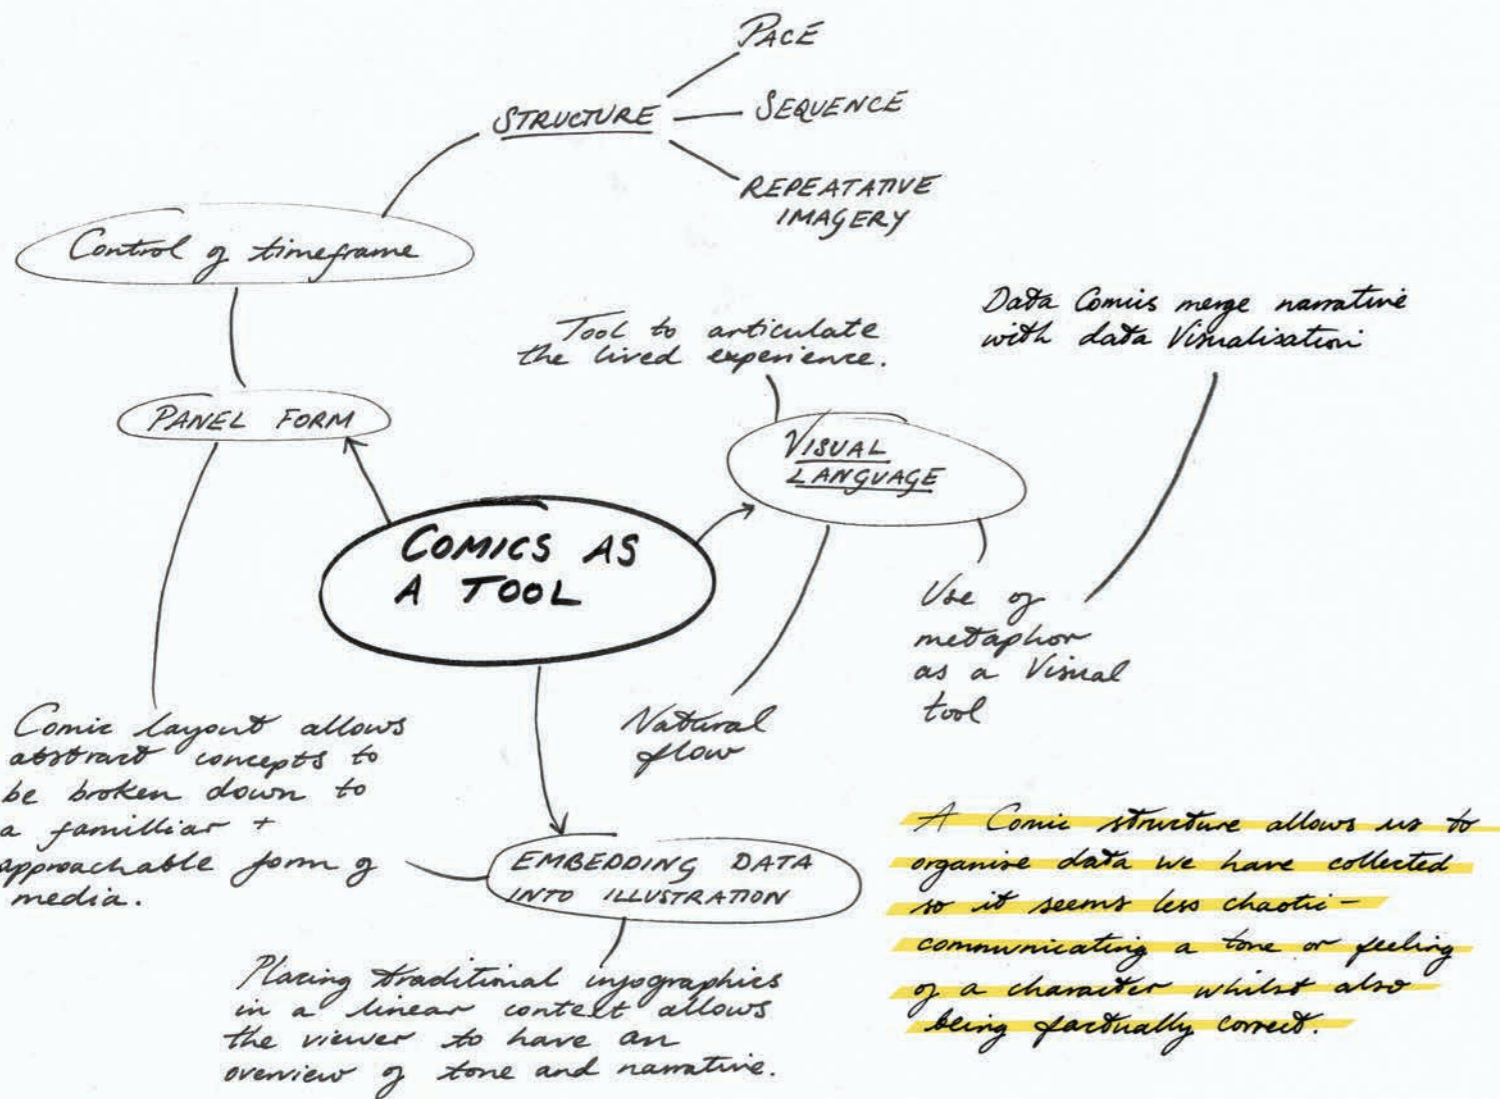 PACE
STRUCTURE
SEQUENCE
REPEATATIVE
IMAGERY
Control of timeframe
Data Comics merge narrative
with data Visualisation
Tool to articulate
the lived experience.
PANEL FORM
VISUAL
LANGUAGE
COMICS AS
A TOOL
Use of
metaphor
as a Visual
tool
Natural
flow
Comic layout allows
abstract concepts to
be broken down to
a familliar +
approachable form of
media.
EMBEDDING DATA
INTO ILLUSTRATION
Placing traditional infographics
in a linear context allows
the viewer to have an
overview of tone and narrative.
A Comic structure allows us to
organise data we have collected
so it seems less chaotic -
communicating a tone or feeling
of a character whilst also
being factually correct.